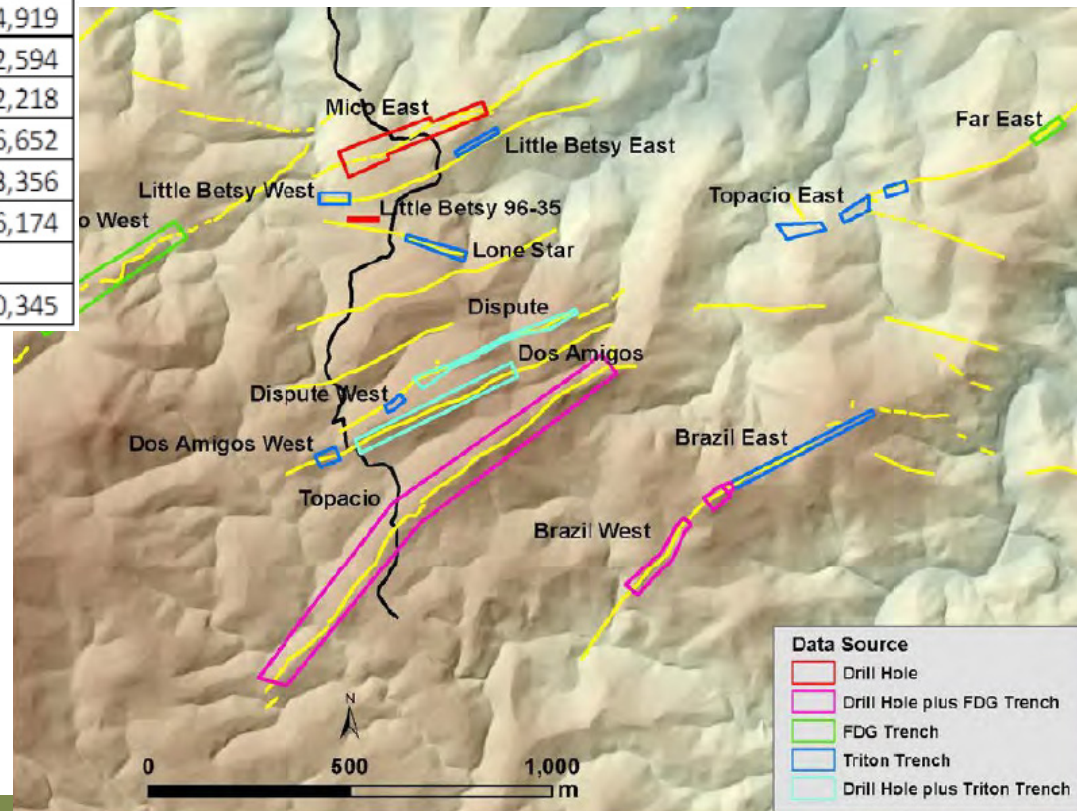 4,919
2,594
2,218
6,652
3,356
6,174
0,345
Mico East
Far East
Little Betsy East
Little Betsy West
Topacio East
o West
Little Betsy 96-35
Lone Star
Dispute
Dos Amigos
Dispute West
Dos Amigos West
Brazil East
Topacio
Brazil West
N
0 500 1,000
m
Data Source
Drill Hole
Drill Hole plus FDG Trench
FDG Trench
Triton Trench
Drill Hole plus Triton Trench